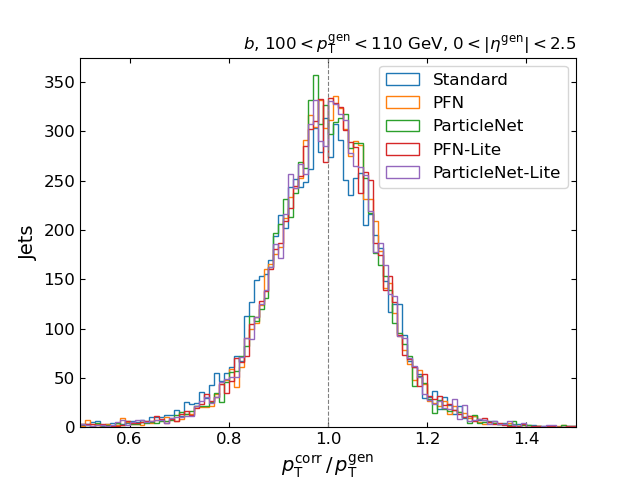 b, 100 < p_T^gen < 110 GeV, 0 < |η^gen| < 2.5
350
300
250
200
150
100
50
0
Jets
Standard
PFN
ParticleNet
PFN-Lite
ParticleNet-Lite
0.6 0.8 1.0 1.2 1.4
p_T^corr / p_T^gen